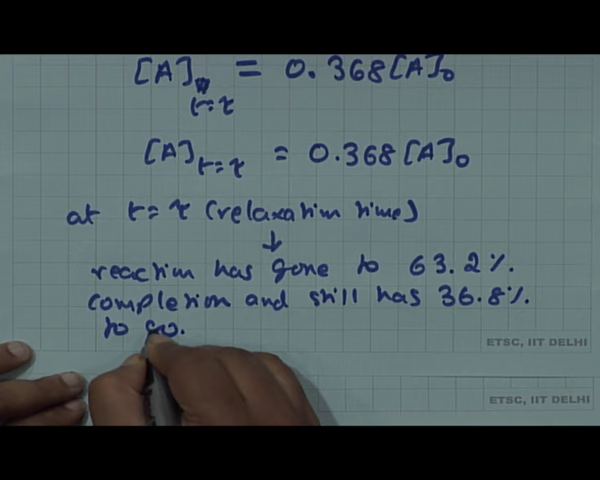 [A] = 0.368[A]₀
t=τ
[A]t=τ = 0.368[A]₀
at t=τ (relaxation time)
↓
reaction has gone to 63.2%.
completion and still has 36.8%.
to go.
ETSC, IIT DELHI
ETSC, IIT DELHI